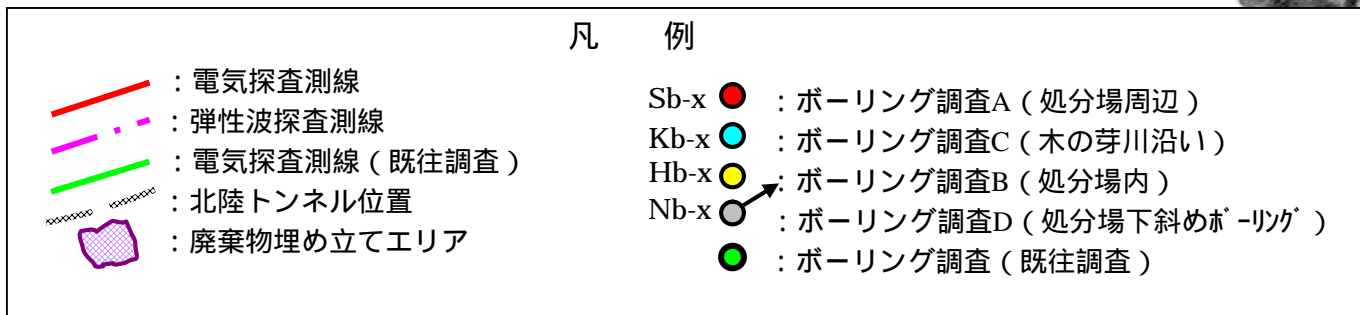 凡　例
：電気探査測線
：弾性波探査測線
：電気探査測線（既往調査）
：北陸トンネル位置
：廃棄物埋め立てエリア
Sb-x ：ボーリング調査A（処分場周辺）
Kb-x ：ボーリング調査C（木の芽川沿い）
Hb-x ：ボーリング調査B（処分場内）
Nb-x ：ボーリング調査D（処分場下斜めﾎﾞｰﾘﾝｸﾞ）
：ボーリング調査（既往調査）